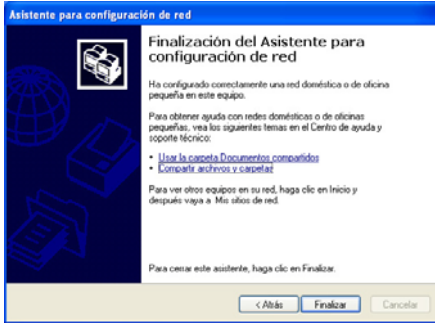 Asistente para configuración de red
Finalización del Asistente para
configuración de red
Ha configurado correctamente una red doméstica o de oficina
pequeña en este equipo.
Para obtener ayuda con redes domésticas o de oficinas
pequeñas, vea los siguientes temas en el Centro de ayuda y
soporte técnico:
• Usar la carpeta Documentos compartidos
• Compartir archivos y carpetas
Para ver otros equipos en su red, haga clic en Inicio y
después vaya a Mis sitios de red.
Para cerrar este asistente, haga clic en Finalizar.
< Atrás Finalizar Cancelar